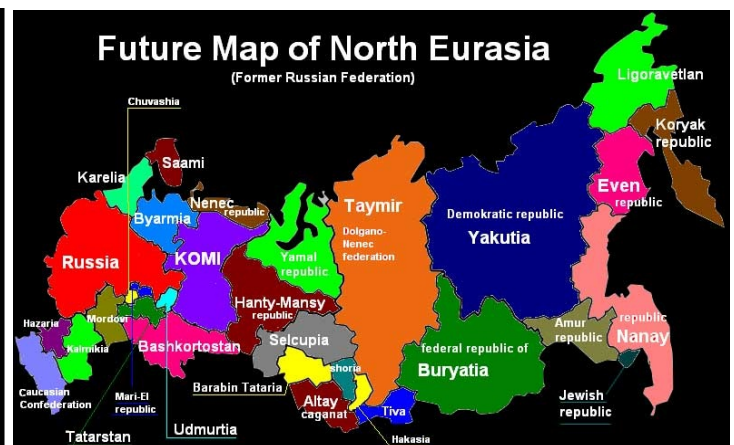 Future Map of North Eurasia
(Former Russian Federation)
Chuvashia
Ligoravetlan
Koryak
republic
Saami
Karelia
Even
republic
Nenec
republic
Taymir
Byarmia
Demokratic republic
Yakutia
Dolgano-
Nenec
federation
Russia
KOMI
Yamal
republic
Hanty-Mansy
republic
Mordovi
Hazaria
Kalmikia
Bashkortostan
Selcupia
republic
Nanay
Amur
republic
federal republic of
Buryatia
shoria
Barabin Tataria
Caucasian
Confederation
Mari-El
republic
Altay
caganat
Tiva
Jewish
republic
Tatarstan
Udmurtia
Hakasia